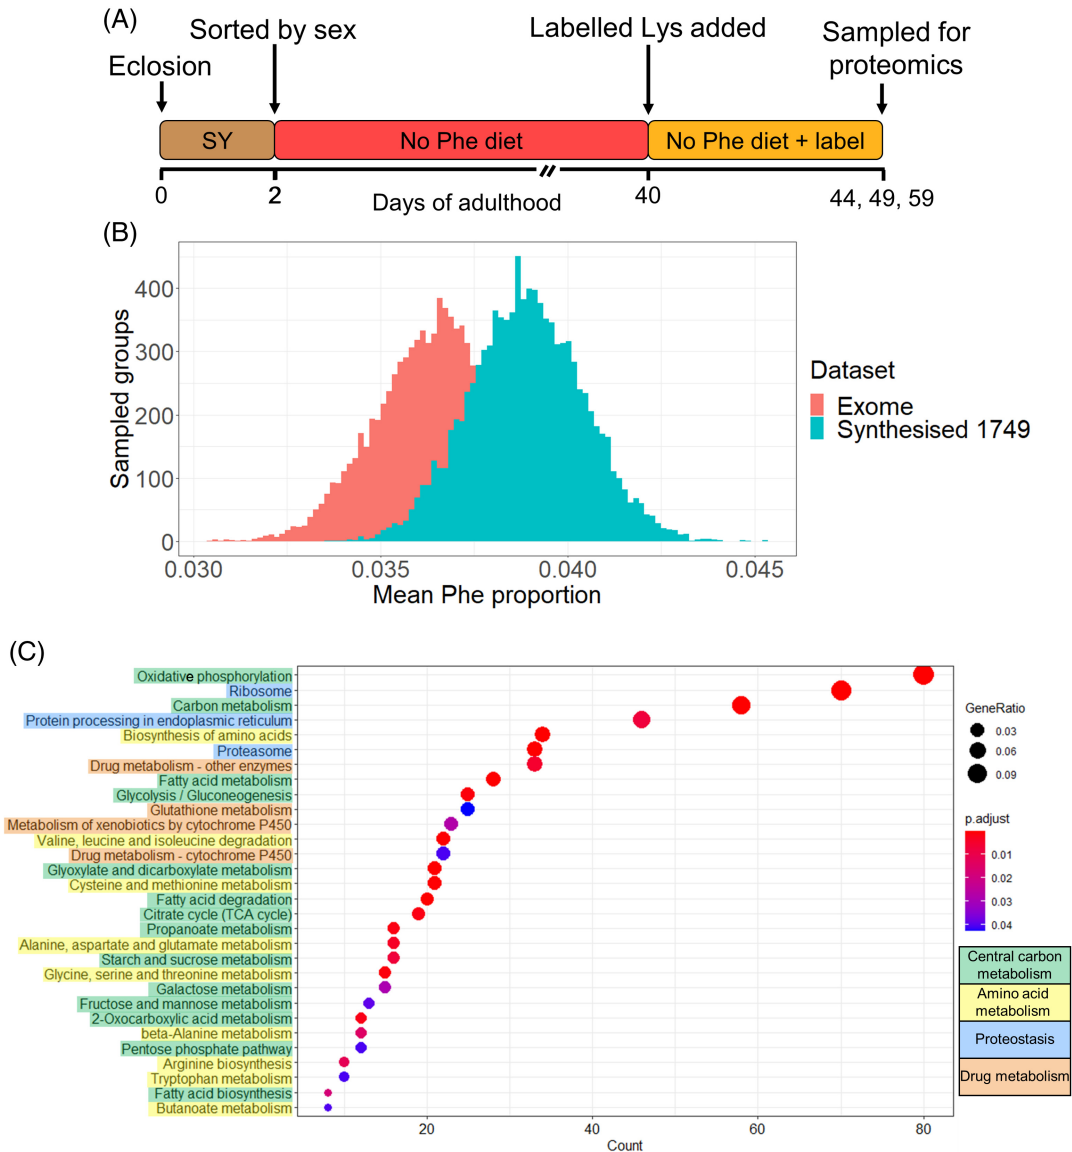 (A)
Sorted by sex
Labelled Lys added
Sampled for
proteomics
Eclosion
SY
No Phe diet
No Phe diet + label
0
2
Days of adulthood
40
44, 49, 59
(B)
Sampled groups
400
300
200
100
0
0.030
0.035
0.040
0.045
Mean Phe proportion
Dataset
Exome
Synthesised 1749
(C)
Oxidative phosphorylation
Ribosome
Carbon metabolism
Protein processing in endoplasmic reticulum
Biosynthesis of amino acids
Proteasome
Drug metabolism - other enzymes
Fatty acid metabolism
Glycolysis / Gluconeogenesis
Glutathione metabolism
Metabolism of xenobiotics by cytochrome P450
Valine, leucine and isoleucine degradation
Drug metabolism - cytochrome P450
Glyoxylate and dicarboxylate metabolism
Cysteine and methionine metabolism
Fatty acid degradation
Citrate cycle (TCA cycle)
Propanoate metabolism
Alanine, aspartate and glutamate metabolism
Starch and sucrose metabolism
Glycine, serine and threonine metabolism
Galactose metabolism
Fructose and mannose metabolism
2-Oxocarboxylic acid metabolism
beta-Alanine metabolism
Pentose phosphate pathway
Arginine biosynthesis
Tryptophan metabolism
Fatty acid biosynthesis
Butanoate metabolism
20
40
60
80
Count
GeneRatio
0.03
0.06
0.09
p.adjust
0.01
0.02
0.03
0.04
Central carbon
metabolism
Amino acid
metabolism
Proteostasis
Drug metabolism